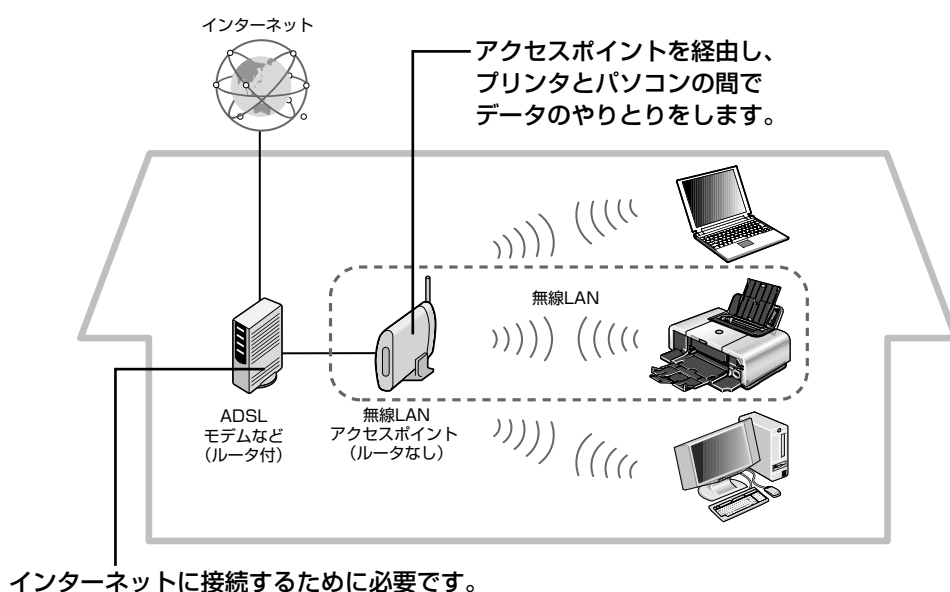 インターネット
アクセスポイントを経由し、
プリンタとパソコンの間で
データのやりとりをします。
無線LAN
ADSL
モデムなど
（ルータ付）
無線LAN
アクセスポイント
（ルータなし）
インターネットに接続するために必要です。